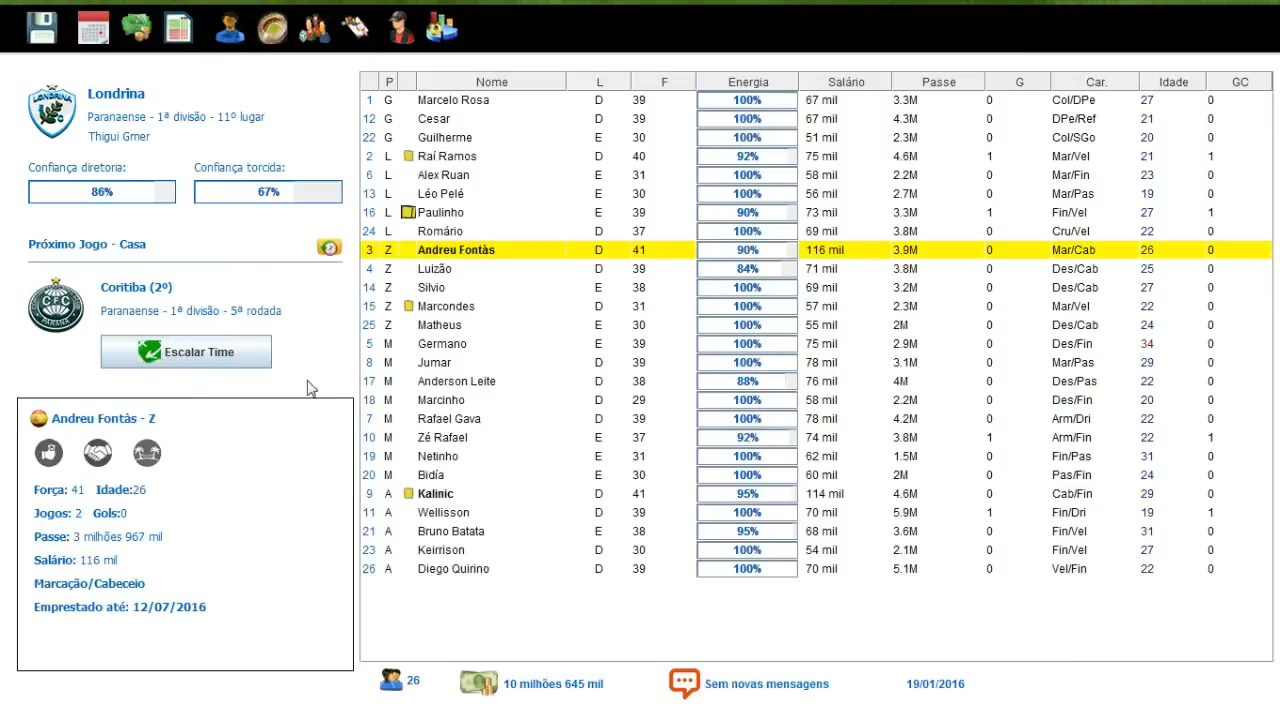 Londrina
Paranaense - 1ª divisão - 11º lugar
Thigui Gmer
Confiança diretoria: Confiança torcida:
86% 67%
Próximo Jogo - Casa
Coritiba (2º)
Paranaense - 1ª divisão - 5ª rodada
Escalar Time
Andreu Fontàs - Z
Força: 41 Idade:26
Jogos: 2 Gols:0
Passe: 3 milhões 967 mil
Salário: 116 mil
Marcação/Cabeceio
Emprestado até: 12/07/2016
P Nome L F Energia Salário Passe G Car. Idade GC
1 G Marcelo Rosa D 39 100% 67 mil 3.3M 0 Col/DPe 27 0
12 G Cesar D 39 100% 67 mil 4.3M 0 DPe/Ref 21 0
22 G Guilherme E 30 100% 51 mil 2.3M 0 Col/SGo 20 0
2 L Raí Ramos D 40 92% 75 mil 4.6M 1 Mar/Vel 21 1
6 L Alex Ruan E 31 100% 58 mil 2.2M 0 Mar/Fin 23 0
13 L Léo Pelé E 30 100% 56 mil 2.7M 0 Mar/Pas 19 0
16 L Paulinho E 39 90% 73 mil 3.3M 1 Fin/Vel 27 1
24 L Romário D 37 100% 69 mil 3.8M 0 Cru/Vel 22 0
3 Z Andreu Fontàs D 41 90% 116 mil 3.9M 0 Mar/Cab 26 0
4 Z Luizão D 39 84% 71 mil 3.8M 0 Des/Cab 25 0
14 Z Silvio E 38 100% 69 mil 3.2M 0 Des/Cab 27 0
15 Z Marcondes D 31 100% 57 mil 2.3M 0 Mar/Vel 22 0
25 Z Matheus E 30 100% 55 mil 2M 0 Des/Cab 24 0
5 M Germano E 39 100% 75 mil 2.9M 0 Des/Fin 34 0
8 M Jumar D 39 100% 78 mil 3.1M 0 Mar/Pas 29 0
17 M Anderson Leite D 38 88% 76 mil 4M 0 Des/Pas 22 0
18 M Marcinho D 29 100% 58 mil 2.2M 0 Des/Fin 20 0
7 M Rafael Gava D 39 100% 78 mil 4.2M 0 Arm/Dri 22 0
10 M Zé Rafael E 37 92% 74 mil 3.8M 1 Arm/Fin 22 1
19 M Netinho E 31 100% 62 mil 1.5M 0 Fin/Pas 31 0
20 M Bidía E 30 100% 60 mil 2M 0 Pas/Fin 24 0
9 A Kalinic D 41 95% 114 mil 4.6M 0 Cab/Fin 29 0
11 A Wellisson D 39 100% 70 mil 5.9M 1 Fin/Dri 19 1
21 A Bruno Batata E 38 95% 68 mil 3.6M 0 Fin/Vel 31 0
23 A Keirrison D 30 100% 54 mil 2.1M 0 Fin/Vel 27 0
26 A Diego Quirino D 39 100% 70 mil 5.1M 0 Vel/Fin 22 0
26 10 milhões 645 mil Sem novas mensagens 19/01/2016